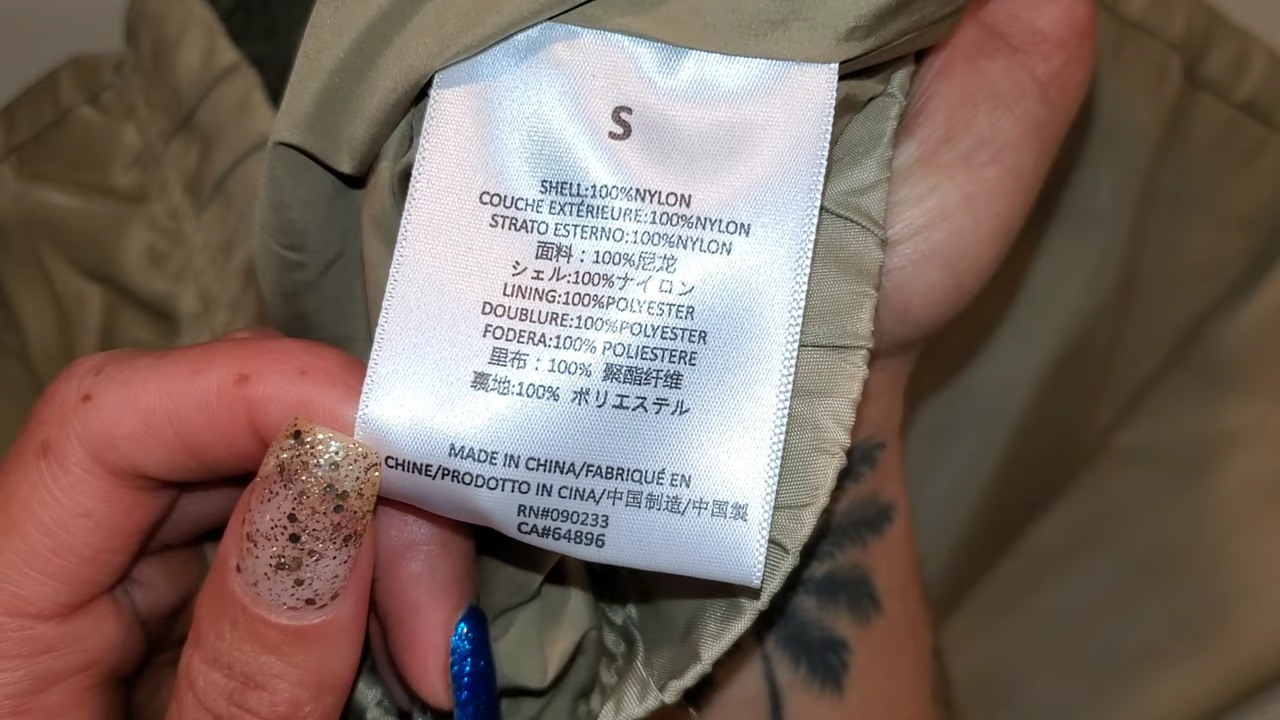 S
SHELL:100%NYLON
COUCHE EXTÉRIEURE:100%NYLON
STRATO ESTERNO:100%NYLON
面料：100%尼龙
シェル:100%ナイロン
LINING:100%POLYESTER
DOUBLURE:100%POLYESTER
FODERA:100% POLIESTERE
里布：100% 聚酯纤维
裏地:100% ポリエステル
MADE IN CHINA/FABRIQUÉ EN
CHINE/PRODOTTO IN CINA/中国制造/中国製
RN#090233
CA#64896